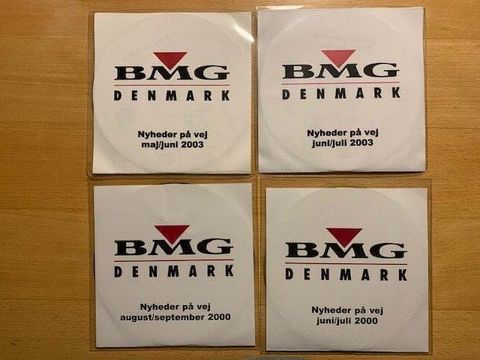 BMG
DENMARK
Nyheder på vej
maj/juni 2003
BMG
DENMARK
Nyheder på vej
juni/juli 2003
BMG
DENMARK
Nyheder på vej
august/september 2000
BMG
DENMARK
Nyheder på vej
juni/juli 2000